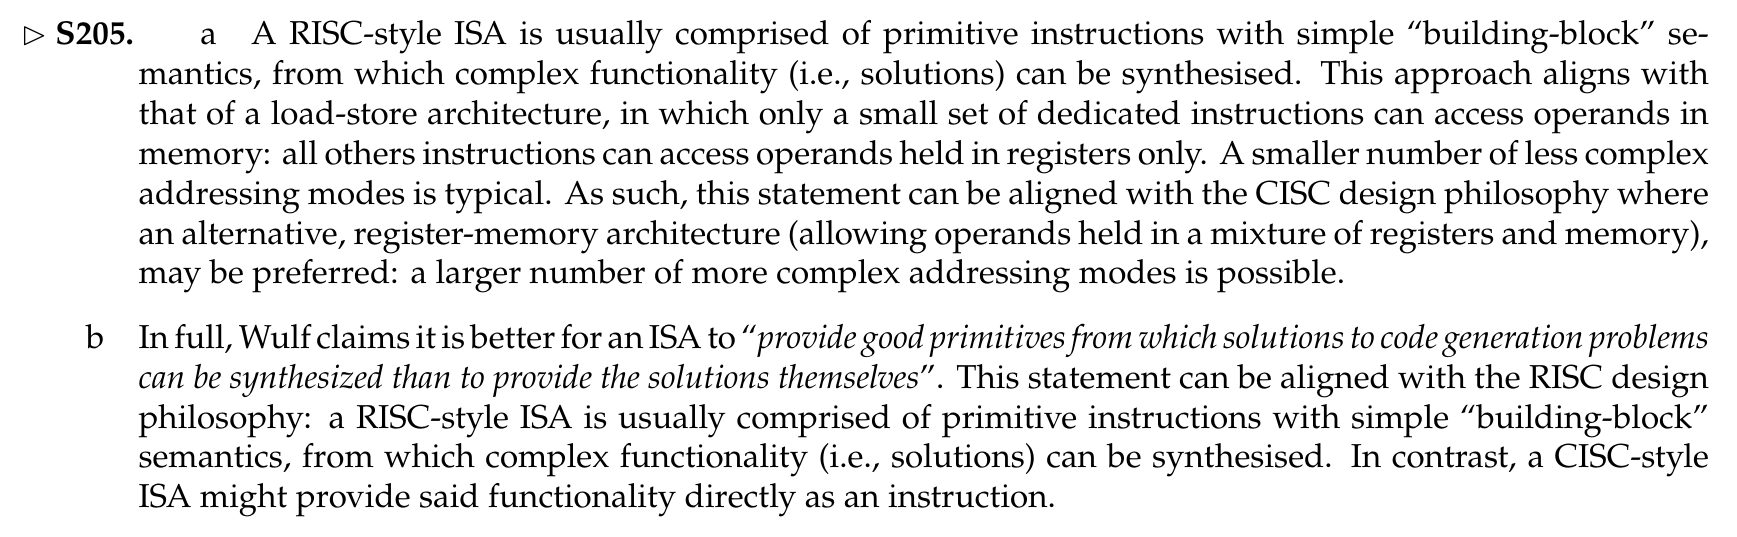 ▷ S205. a A RISC-style ISA is usually comprised of primitive instructions with simple “building-block” se-
mantics, from which complex functionality (i.e., solutions) can be synthesised. This approach aligns with
that of a load-store architecture, in which only a small set of dedicated instructions can access operands in
memory: all others instructions can access operands held in registers only. A smaller number of less complex
addressing modes is typical. As such, this statement can be aligned with the CISC design philosophy where
an alternative, register-memory architecture (allowing operands held in a mixture of registers and memory),
may be preferred: a larger number of more complex addressing modes is possible.
b In full, Wulf claims it is better for an ISA to “provide good primitives from which solutions to code generation problems
can be synthesized than to provide the solutions themselves”. This statement can be aligned with the RISC design
philosophy: a RISC-style ISA is usually comprised of primitive instructions with simple “building-block”
semantics, from which complex functionality (i.e., solutions) can be synthesised. In contrast, a CISC-style
ISA might provide said functionality directly as an instruction.